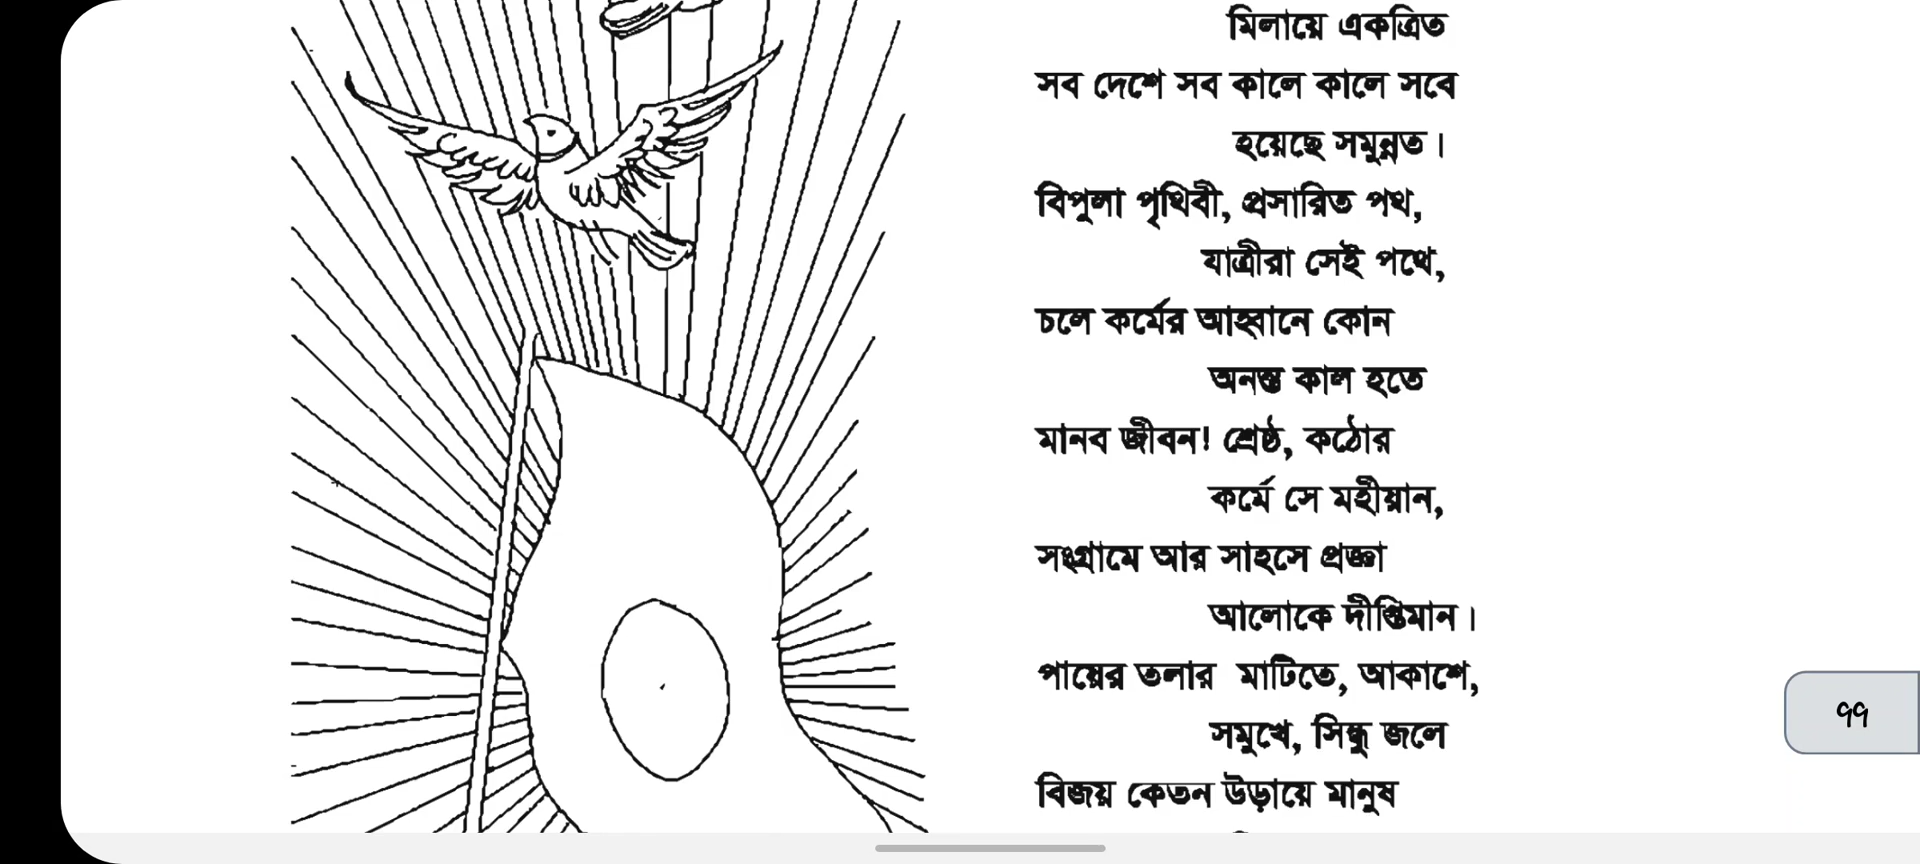 মিলায়ে একত্রিত
সব দেশে সব কালে কালে সবে
হয়েছে সমুন্নত।
বিপুলা পৃথিবী, প্রসারিত পথ,
যাত্রীরা সেই পথে,
চলে কর্মের আহ্বানে কোন
অনন্ত কাল হতে
মানব জীবন! শ্রেষ্ঠ, কঠোর
কর্মে সে মহীয়ান,
সংগ্রামে আর সাহসে প্রজ্ঞা
আলোকে দীপ্তিমান।
পায়ের তলার মাটিতে, আকাশে,
সমুখে, সিন্ধু জলে
বিজয় কেতন উড়ায়ে মানুষ
৭৭